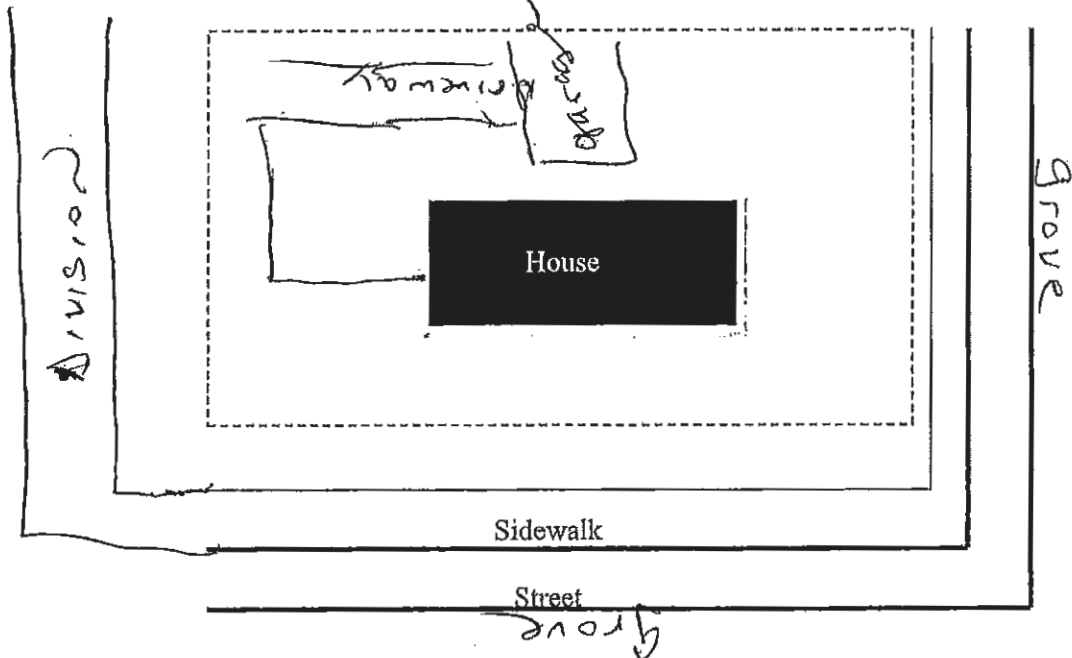 garage
Driveway
Division
grove
House
Sidewalk
Street
grove